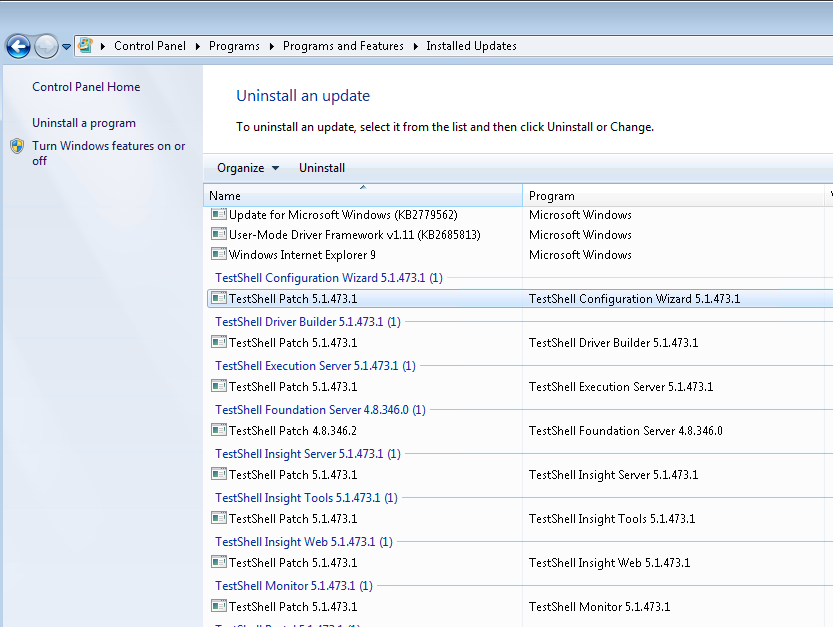 Control Panel Programs Programs and Features Installed Updates
Control Panel Home
Uninstall a program
Turn Windows features on or
off
Uninstall an update
To uninstall an update, select it from the list and then click Uninstall or Change.
Organize Uninstall
Name Program
Update for Microsoft Windows (KB2779562) Microsoft Windows
User-Mode Driver Framework v1.11 (KB2685813) Microsoft Windows
Windows Internet Explorer 9 Microsoft Windows
TestShell Configuration Wizard 5.1.473.1 (1)
TestShell Patch 5.1.473.1 TestShell Configuration Wizard 5.1.473.1
TestShell Driver Builder 5.1.473.1 (1)
TestShell Patch 5.1.473.1 TestShell Driver Builder 5.1.473.1
TestShell Execution Server 5.1.473.1 (1)
TestShell Patch 5.1.473.1 TestShell Execution Server 5.1.473.1
TestShell Foundation Server 4.8.346.0 (1)
TestShell Patch 4.8.346.2 TestShell Foundation Server 4.8.346.0
TestShell Insight Server 5.1.473.1 (1)
TestShell Patch 5.1.473.1 TestShell Insight Server 5.1.473.1
TestShell Insight Tools 5.1.473.1 (1)
TestShell Patch 5.1.473.1 TestShell Insight Tools 5.1.473.1
TestShell Insight Web 5.1.473.1 (1)
TestShell Patch 5.1.473.1 TestShell Insight Web 5.1.473.1
TestShell Monitor 5.1.473.1 (1)
TestShell Patch 5.1.473.1 TestShell Monitor 5.1.473.1